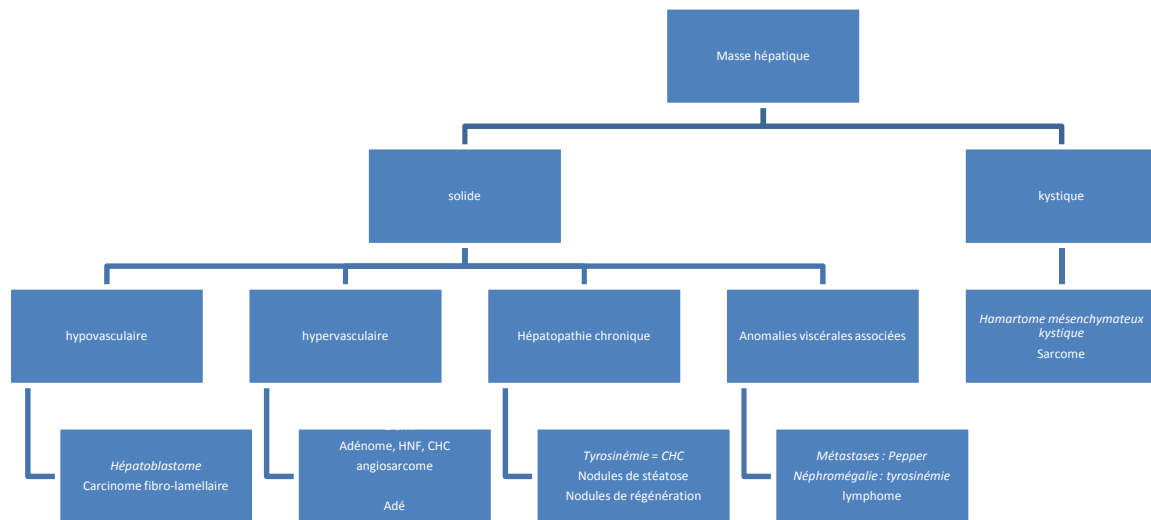 Masse hépatique
solide
kystique
hypovasculaire
hypervasculaire
Hépatopathie chronique
Anomalies viscérales associées
Hamartome mésenchymateux
kystique
Sarcome
Hépatoblastome
Carcinome fibro-lamellaire
Adénome, HNF, CHC
angiosarcome
Adé
Tyrosinémie = CHC
Nodules de stéatose
Nodules de régénération
Métastases : Pepper
Néphromégalie : tyrosinémie
lymphome